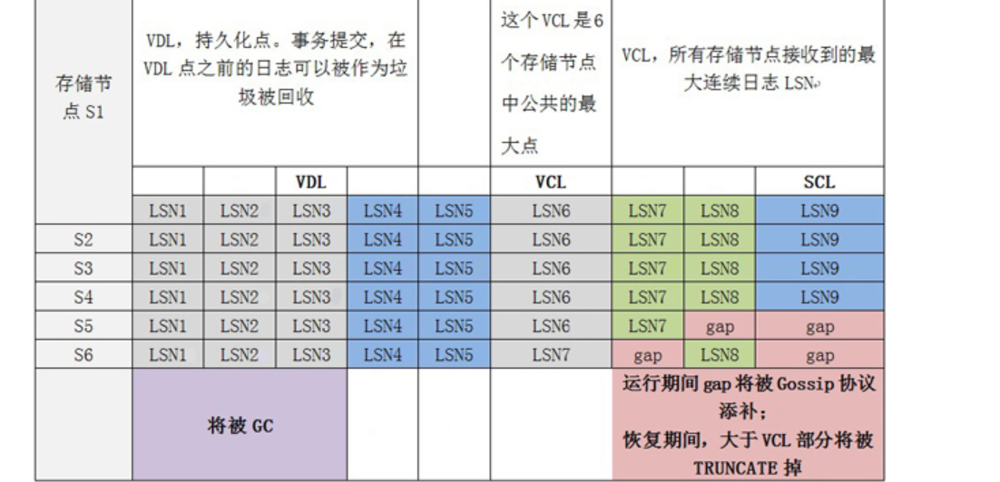 存储节
点 S1
VDL，持久化点。事务提交，在
VDL 点之前的日志可以被作为垃
圾被回收
这个 VCL 是 6
个存储节点
中公共的最
大点
VCL，所有存储节点接收到的最
大连续日志 LSN
VDL VCL SCL
LSN1 LSN2 LSN3 LSN4 LSN5 LSN6 LSN7 LSN8 LSN9
S2 LSN1 LSN2 LSN3 LSN4 LSN5 LSN6 LSN7 LSN8 LSN9
S3 LSN1 LSN2 LSN3 LSN4 LSN5 LSN6 LSN7 LSN8 LSN9
S4 LSN1 LSN2 LSN3 LSN4 LSN5 LSN6 LSN7 LSN8 LSN9
S5 LSN1 LSN2 LSN3 LSN4 LSN5 LSN6 LSN7 gap gap
S6 LSN1 LSN2 LSN3 LSN4 LSN5 LSN7 gap LSN8 gap
将被 GC
运行期间 gap 将被 Gossip 协议
添补；
恢复期间，大于 VCL 部分将被
TRUNCATE 掉